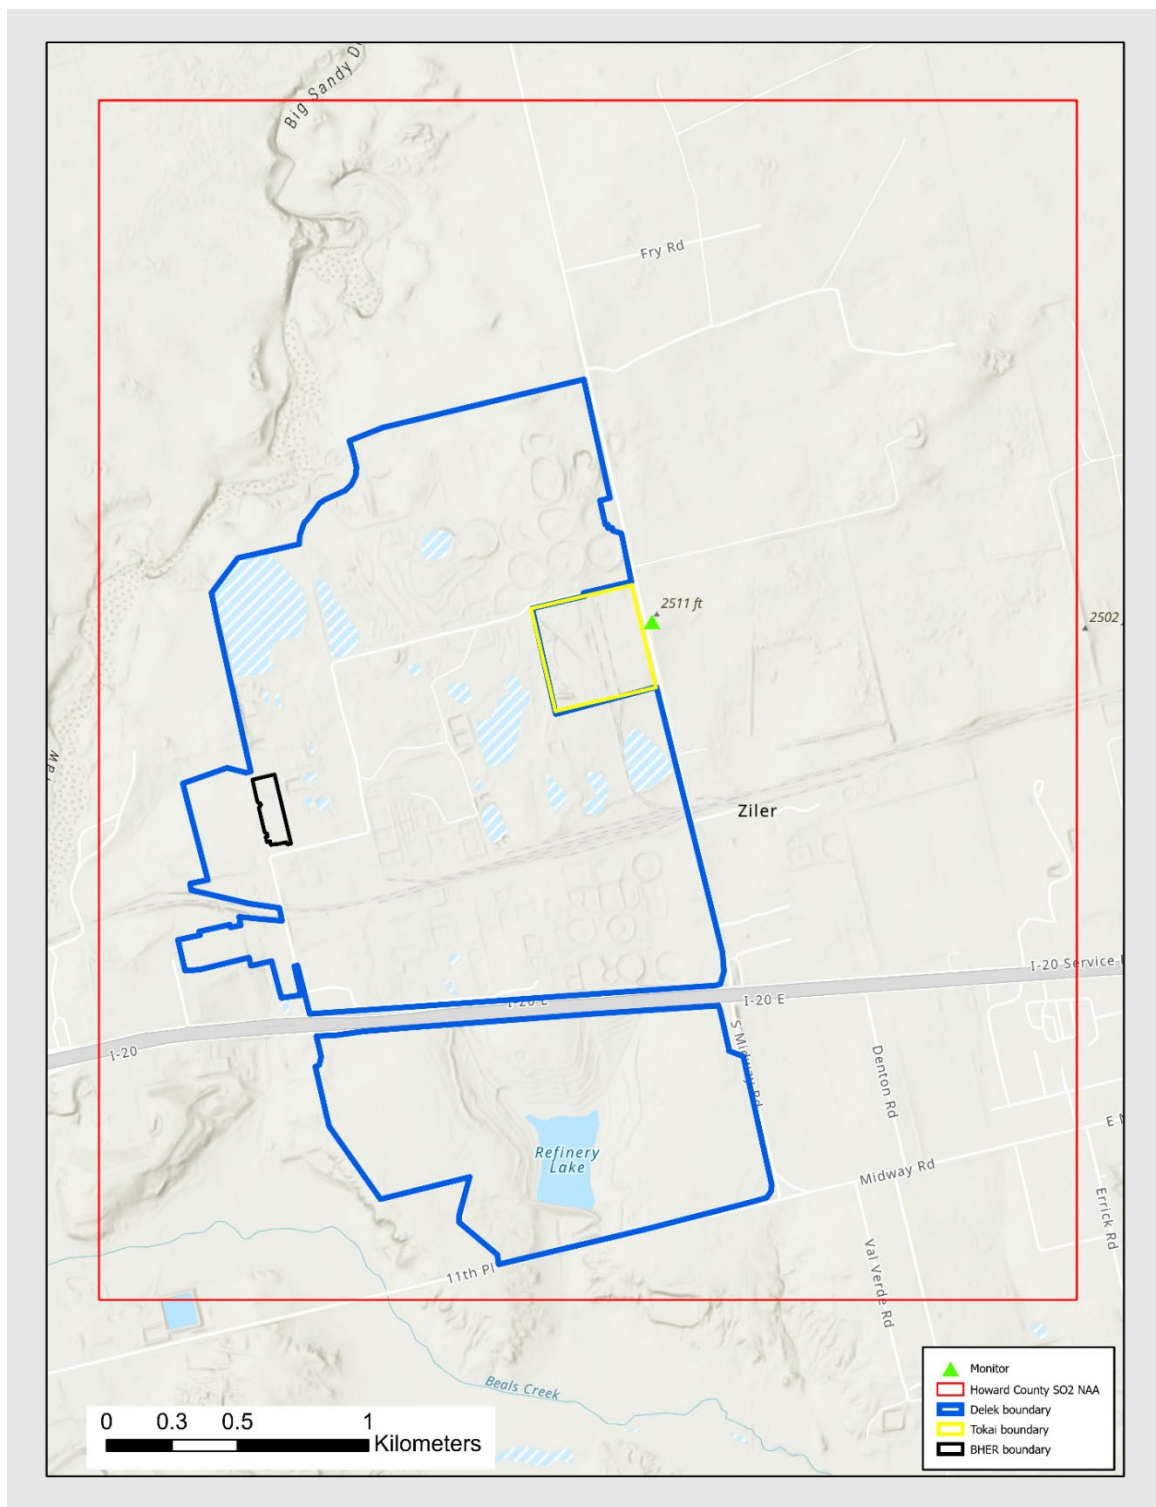 Big Sandy D
Fry Rd
2511 ft
2502
aw
Ziler
I-20 Service
I-20 E
I-20 E
I-20
S Midway Rd
Denton Rd
E
Refinery
Lake
Midway Rd
Errick Rd
Val Verde Rd
11th Pl
Beals Creek
0 0.3 0.5 1
Kilometers
Monitor
Howard County SO2 NAA
Delek boundary
Tokai boundary
BHER boundary